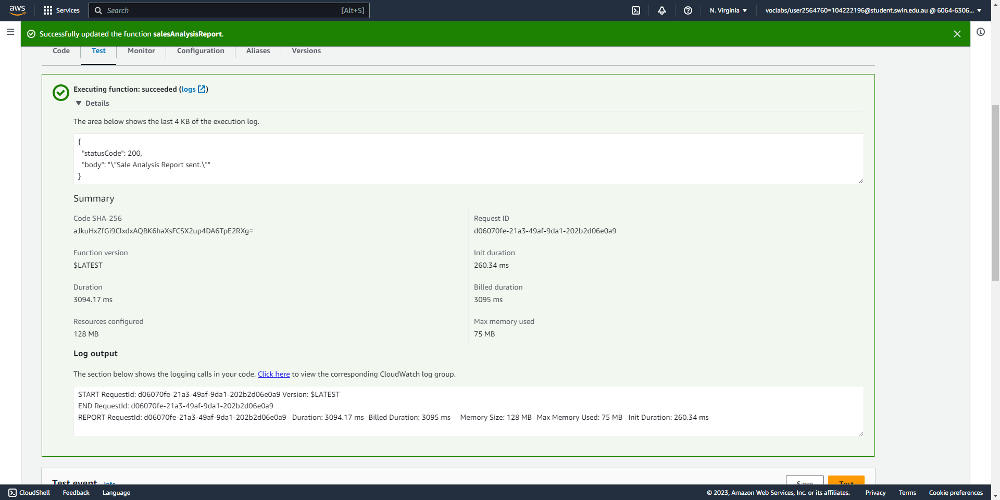 aws
Services
Search [Alt+S]
N. Virginia
voclabs/user2564760=104222196@student.swin.edu.au @ 6064-6306...
Successfully updated the function salesAnalysisReport.
Code Test Monitor Configuration Aliases Versions
Executing function: succeeded (logs)
Details
The area below shows the last 4 KB of the execution log.
{
"statusCode": 200,
"body": "\"Sale Analysis Report sent.\""
}
Summary
Code SHA-256
aJkuHxZfGi9ClxdxAQBK6haXsFCSX2up4DA6TpE2RXg=
Request ID
d06070fe-21a3-49af-9da1-202b2d06e0a9
Function version
$LATEST
Init duration
260.34 ms
Duration
3094.17 ms
Billed duration
3095 ms
Resources configured
128 MB
Max memory used
75 MB
Log output
The section below shows the logging calls in your code. Click here to view the corresponding CloudWatch log group.
START RequestId: d06070fe-21a3-49af-9da1-202b2d06e0a9 Version: $LATEST
END RequestId: d06070fe-21a3-49af-9da1-202b2d06e0a9
REPORT RequestId: d06070fe-21a3-49af-9da1-202b2d06e0a9 Duration: 3094.17 ms Billed Duration: 3095 ms Memory Size: 128 MB Max Memory Used: 75 MB Init Duration: 260.34 ms
Test event Info
Save Test
CloudShell Feedback Language
© 2023, Amazon Web Services, Inc. or its affiliates. Privacy Terms Cookie preferences